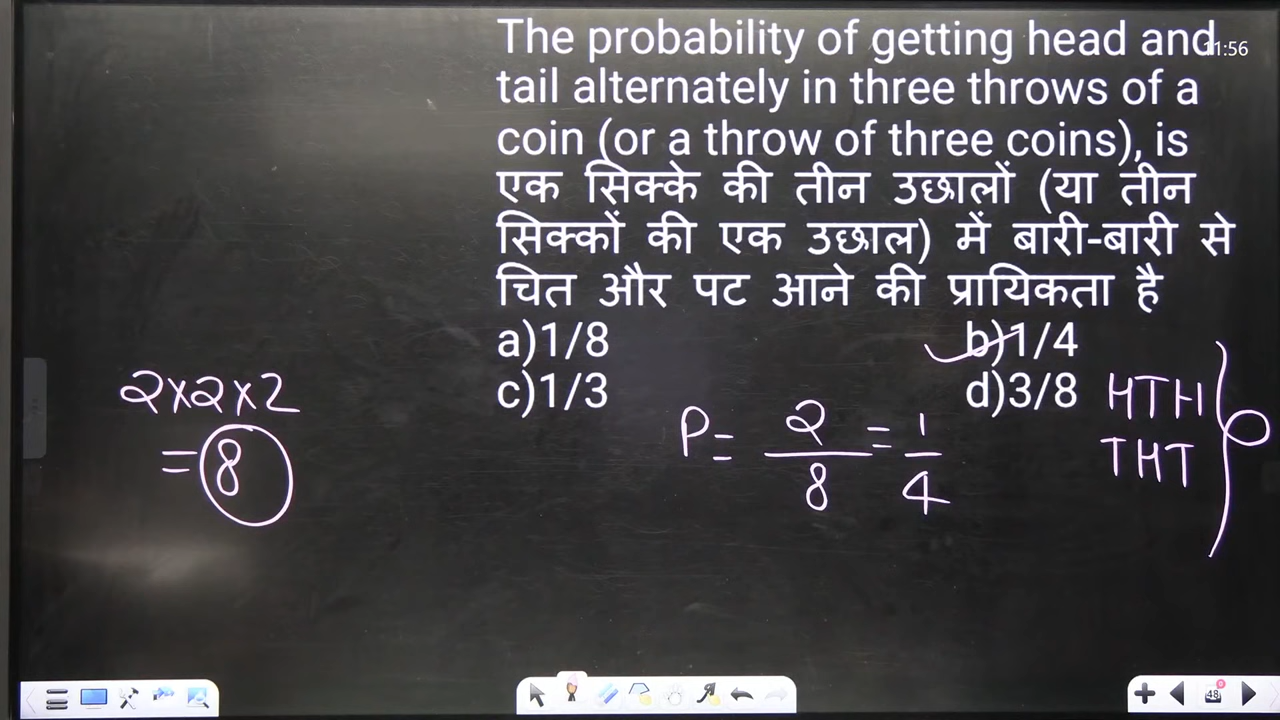 The probability of getting head and
11:56
tail alternately in three throws of a
coin (or a throw of three coins), is
एक सिक्के की तीन उछालों (या तीन
सिक्कों की एक उछाल) में बारी-बारी से
चित और पट आने की प्रायिकता है
a)1/8 b)1/4
c)1/3 d)3/8
2x2x2
=8
P= 2/8 = 1/4
HTH
THT
48